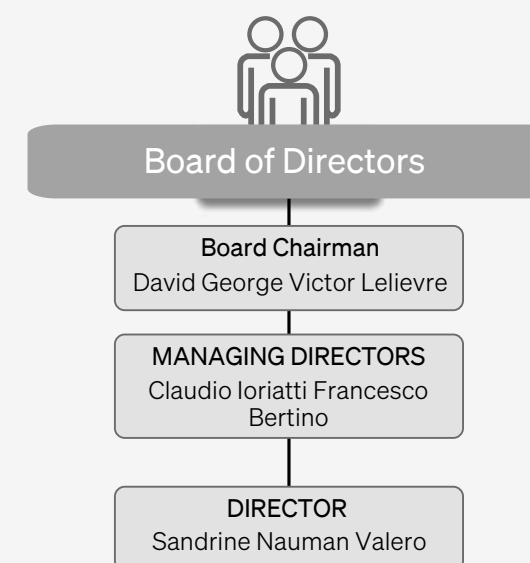 Board of Directors
Board Chairman
David George Victor Lelievre
MANAGING DIRECTORS
Claudio Ioriatti Francesco
Bertino
DIRECTOR
Sandrine Nauman Valero